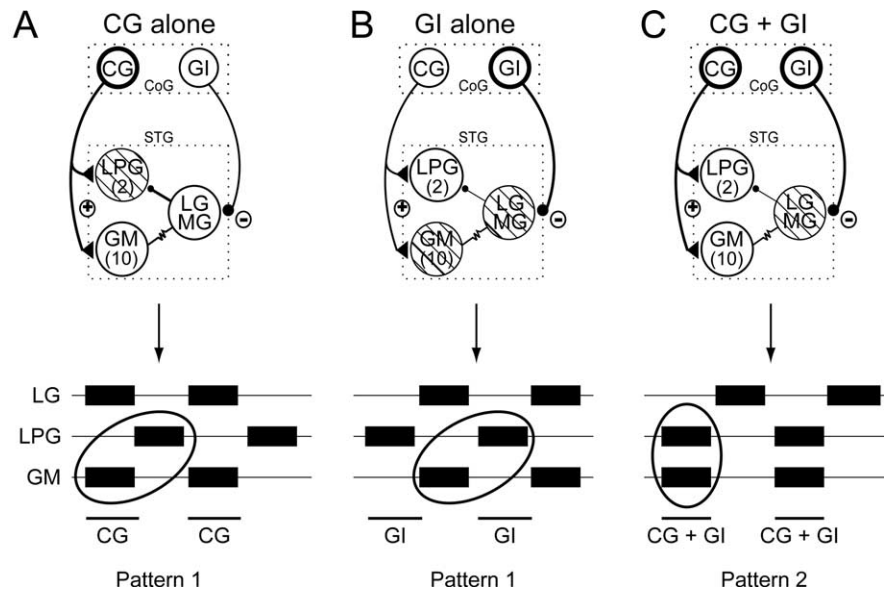 A CG alone
CG GI
CoG
STG
LPG
(2)
LG
MG
+
-
GM
(10)
B GI alone
CG GI
CoG
STG
LPG
(2)
LG
MG
+
-
GM
(10)
C CG + GI
CG GI
CoG
STG
LPG
(2)
LG
MG
+
-
GM
(10)
LG
LPG
GM
CG CG
Pattern 1
GI GI
Pattern 1
CG + GI CG + GI
Pattern 2